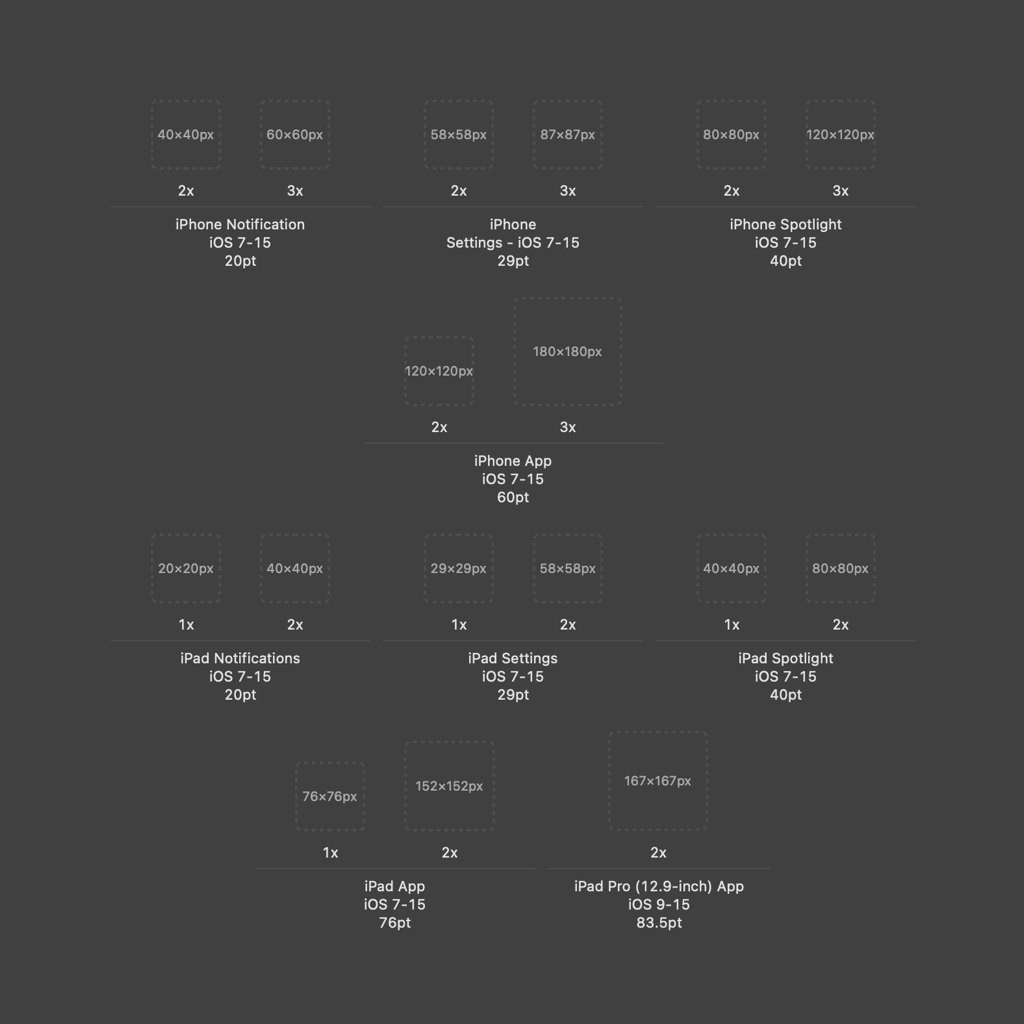 40×40px 60×60px 58×58px 87×87px 80×80px 120×120px
2x 3x 2x 3x 2x 3x
iPhone Notification
iOS 7-15
20pt
iPhone
Settings - iOS 7-15
29pt
iPhone Spotlight
iOS 7-15
40pt
120×120px 180×180px
2x 3x
iPhone App
iOS 7-15
60pt
20×20px 40×40px 29×29px 58×58px 40×40px 80×80px
1x 2x 1x 2x 1x 2x
iPad Notifications
iOS 7-15
20pt
iPad Settings
iOS 7-15
29pt
iPad Spotlight
iOS 7-15
40pt
76×76px 152×152px 167×167px
1x 2x 2x
iPad App
iOS 7-15
76pt
iPad Pro (12.9-inch) App
iOS 9-15
83.5pt